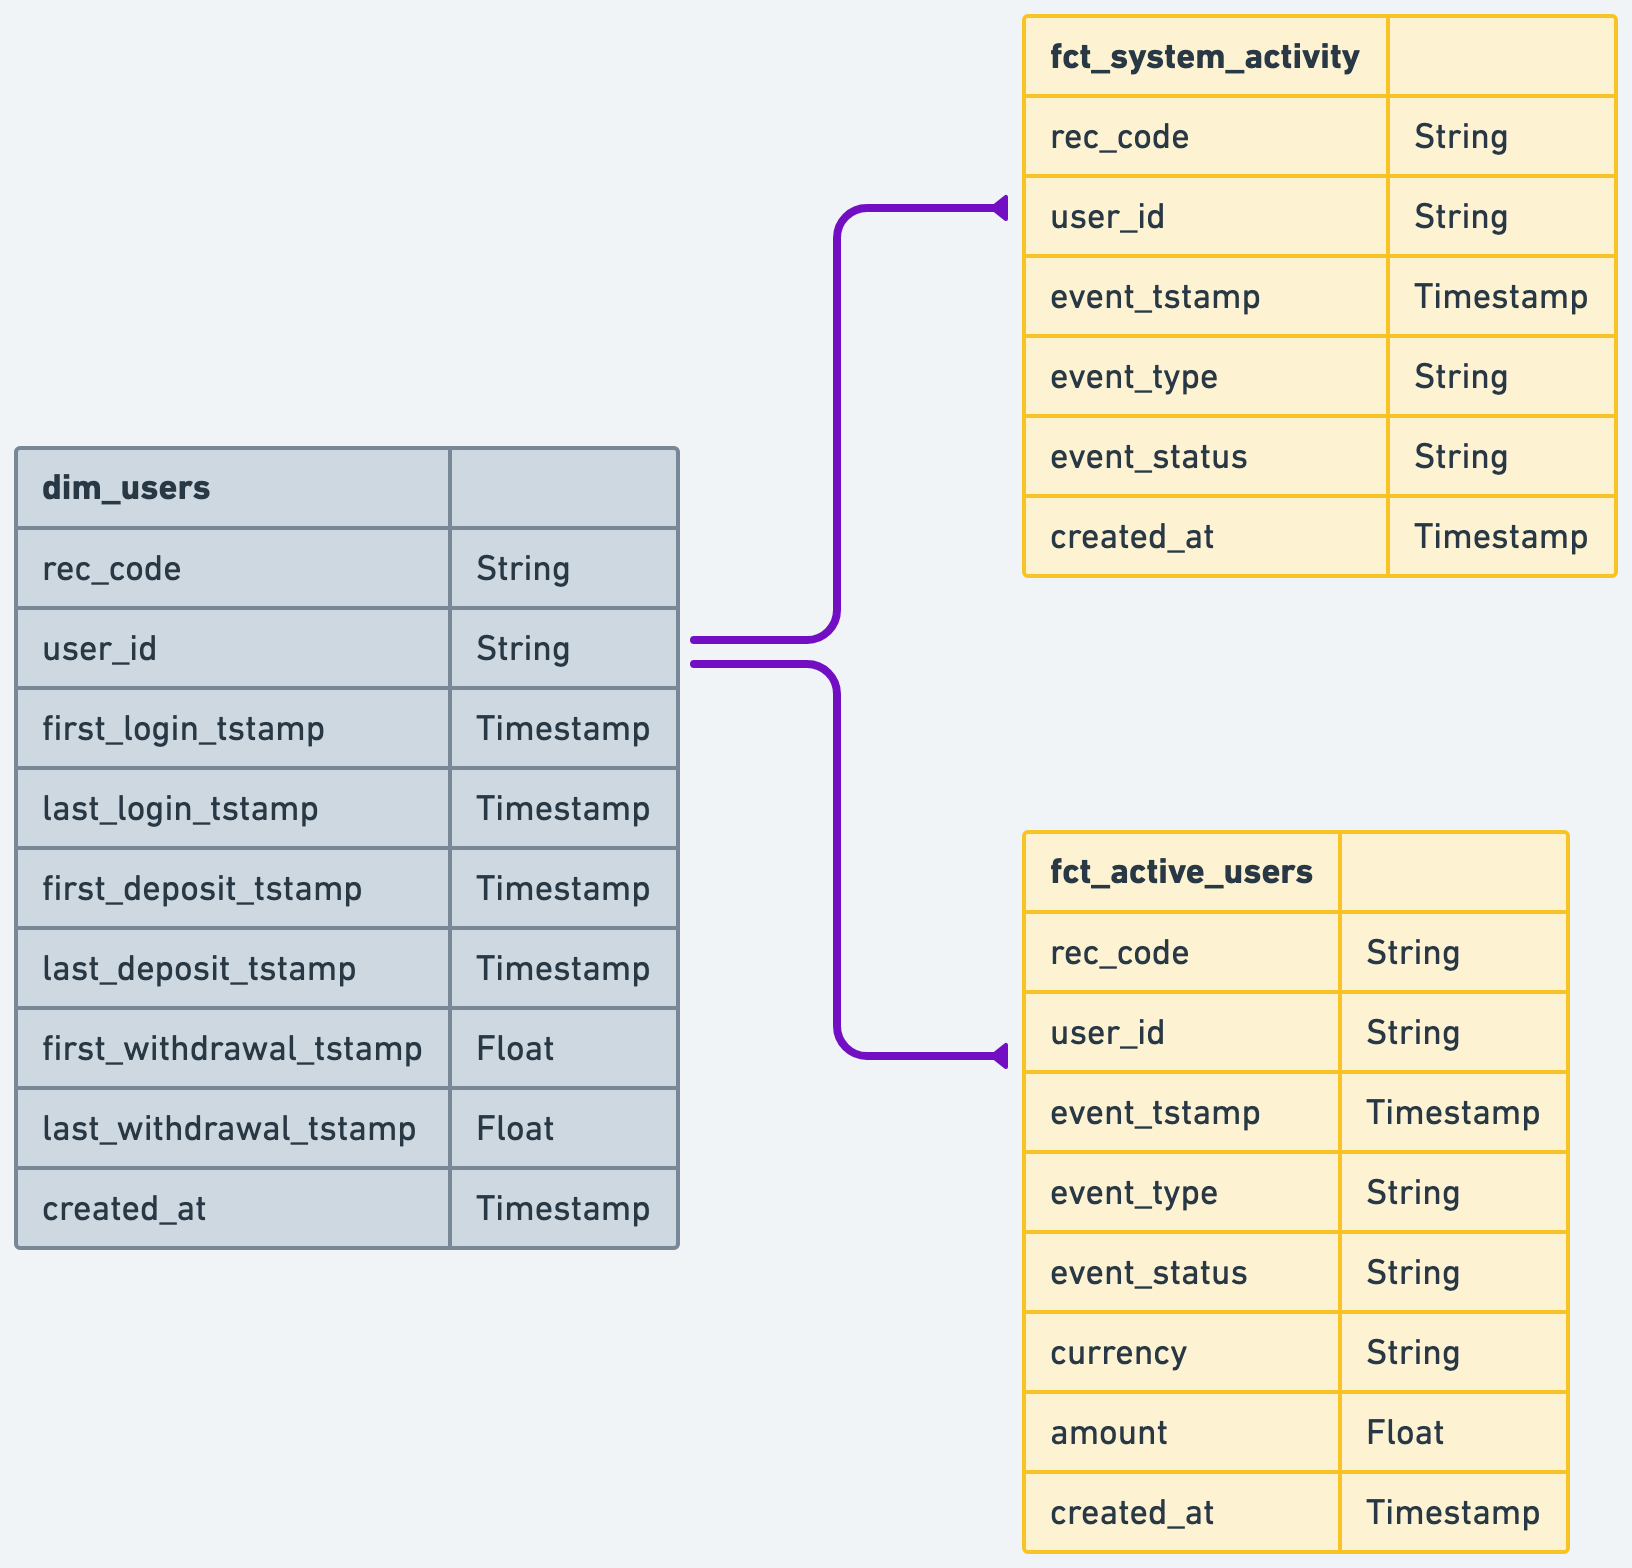 fct_system_activity
rec_code String
user_id String
event_tstamp Timestamp
event_type String
event_status String
created_at Timestamp
dim_users
rec_code String
user_id String
first_login_tstamp Timestamp
last_login_tstamp Timestamp
first_deposit_tstamp Timestamp
last_deposit_tstamp Timestamp
first_withdrawal_tstamp Float
last_withdrawal_tstamp Float
created_at Timestamp
fct_active_users
rec_code String
user_id String
event_tstamp Timestamp
event_type String
event_status String
currency String
amount Float
created_at Timestamp